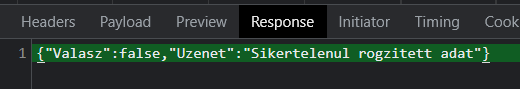 Headers Payload Preview Response Initiator Timing Cook
1 {"Valasz":false,"Uzenet":"Sikertelenul rogzitett adat"}